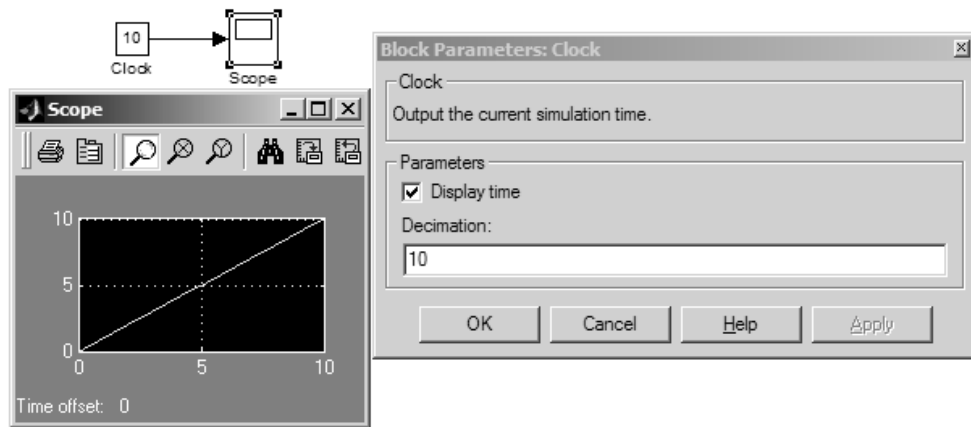 10
Clock
Scope
Scope
10
5
0
0 5 10
Time offset: 0
Block Parameters: Clock
Clock
Output the current simulation time.
Parameters
Display time
Decimation:
10
OK Cancel Help Apply